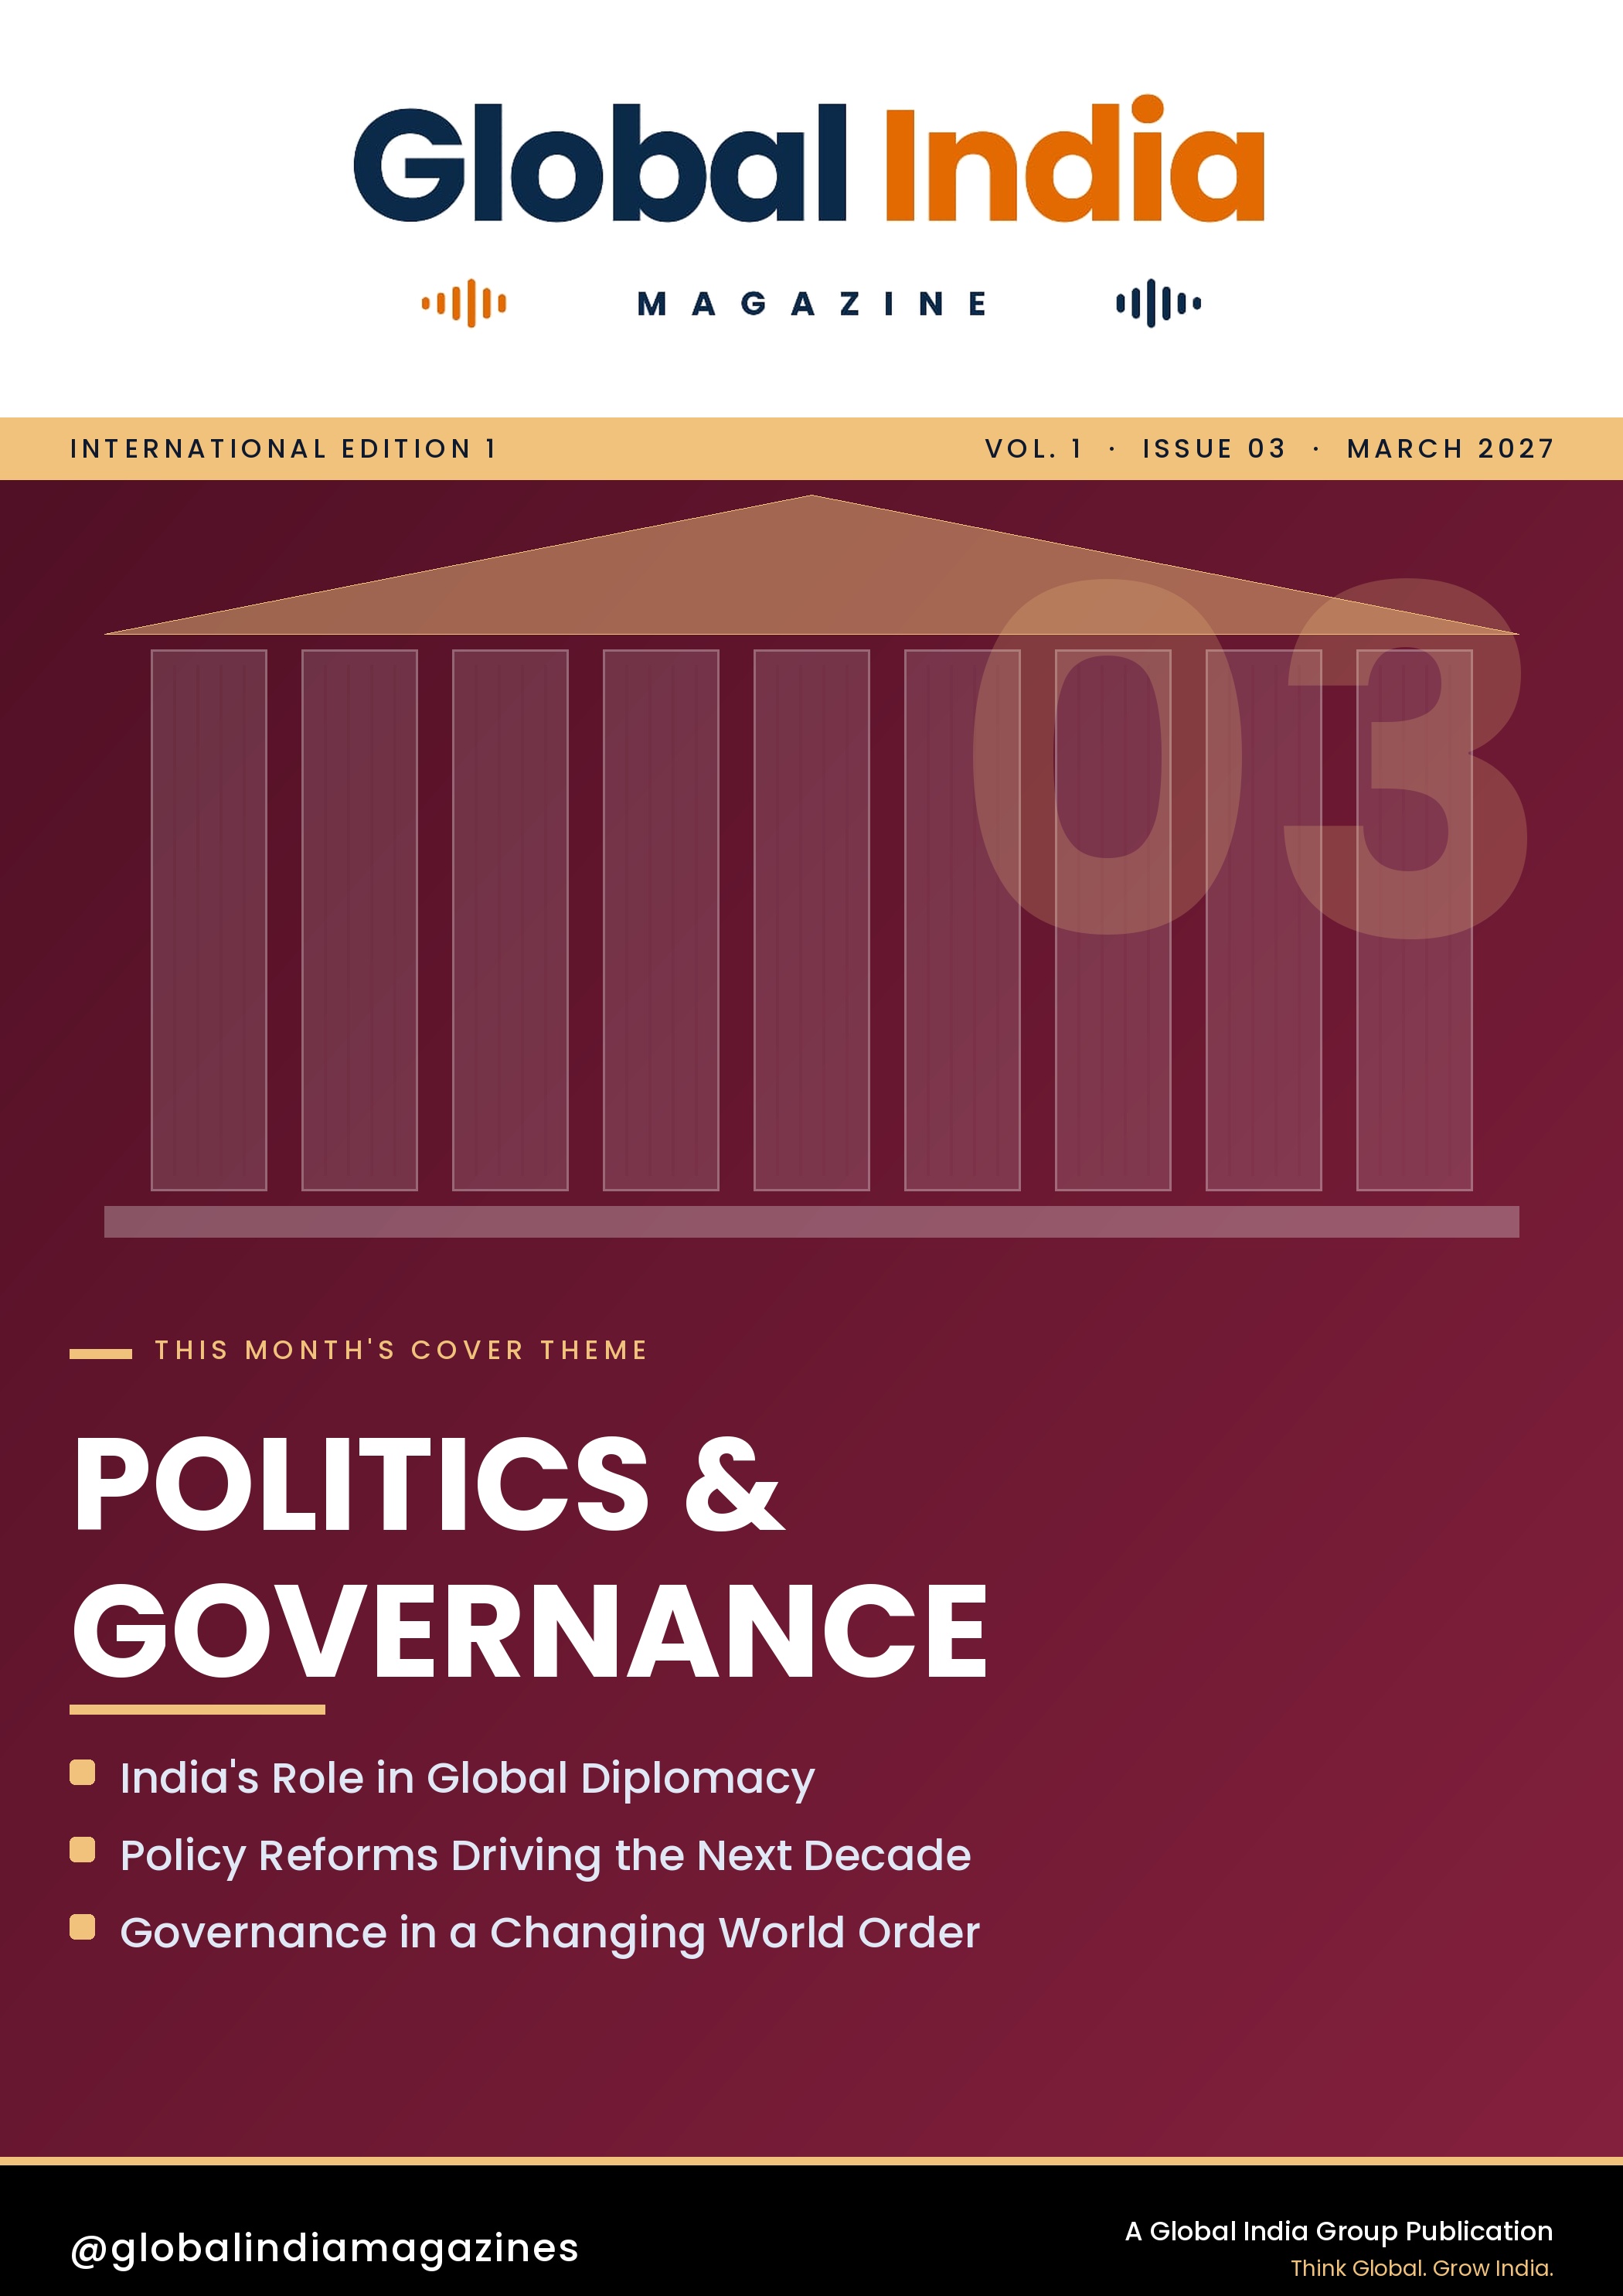 Global India
MAGAZINE
INTERNATIONAL EDITION 1
VOL. 1 · ISSUE 03 · MARCH 2027
03
THIS MONTH'S COVER THEME
POLITICS &
GOVERNANCE
India's Role in Global Diplomacy
Policy Reforms Driving the Next Decade
Governance in a Changing World Order
@globalindiamagazines
A Global India Group Publication
Think Global. Grow India.